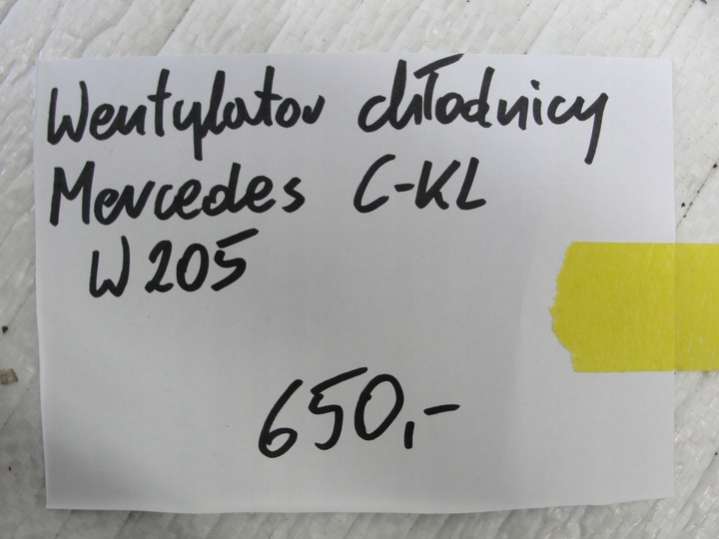 Wentylator chłodnicy
Mercedes C-KL
W205
650,-